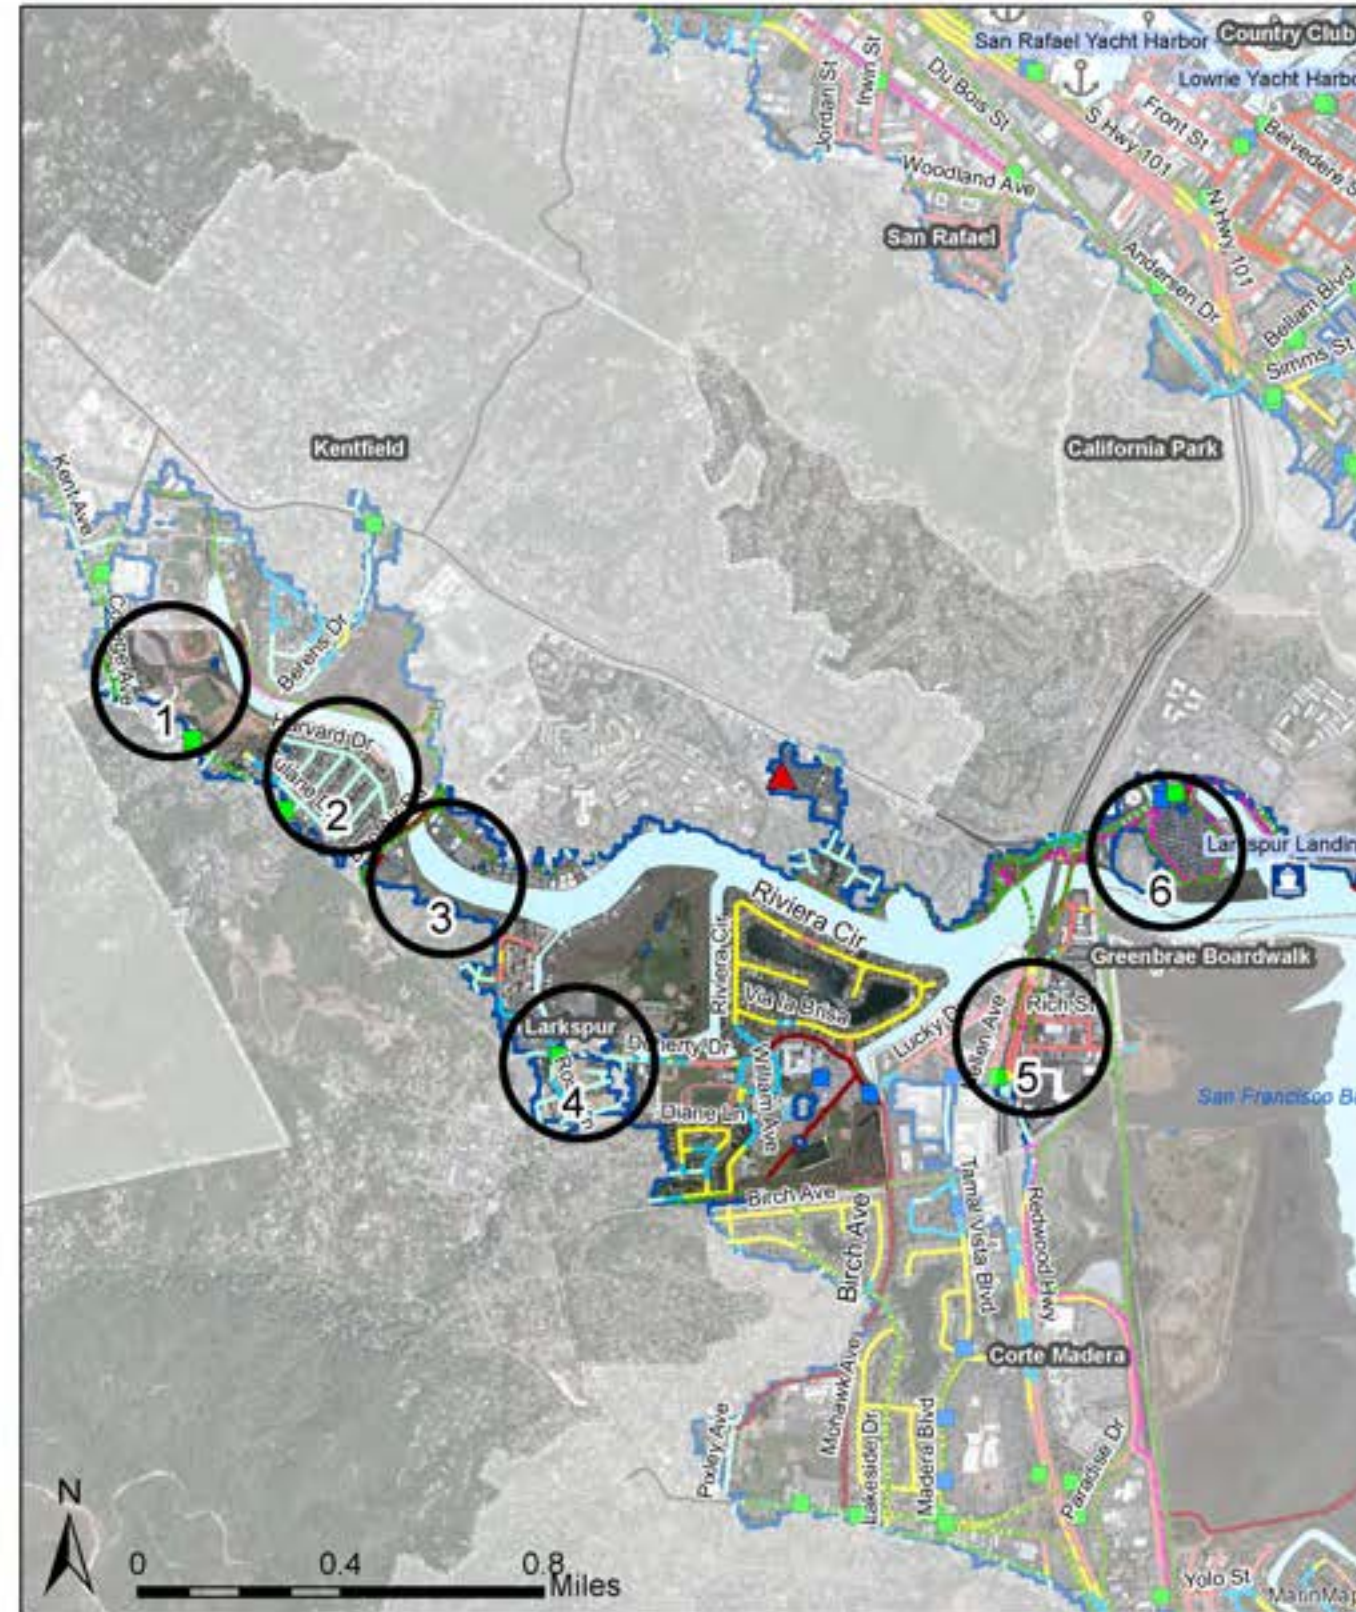 San Rafael Yacht Harbor
Country Club
Lowrie Yacht Harbo
Jordan St
Irwin St
Du Bois St
S Hwy 101
Front St
Belvedere S
Woodland Ave
N Hwy 101
San Rafael
Andersen Dr
Bellam Blvd
Simms St
Kentfield
California Park
Kent Ave
College Ave
Berens Dr
1
Harvard Dr
2
3
Larkspur Landin
6
Riviera Cir
Riviera Cir
Via la Brisa
Greenbrae Boardwalk
Rich St
Lucky D
5
Larkspur
Doherty Dr
4
William Ave
Diane Ln
San Francisco Ba
Birch Ave
Birch Ave
Tamal Vista Blvd
Redwood Hwy
Corte Madera
Mohawk Ave
Pixley Ave
Lakeside Dr
Madera Blvd
Paradise Dr
N
0 0.4 0.8
Miles
Yolo St
MarinMap